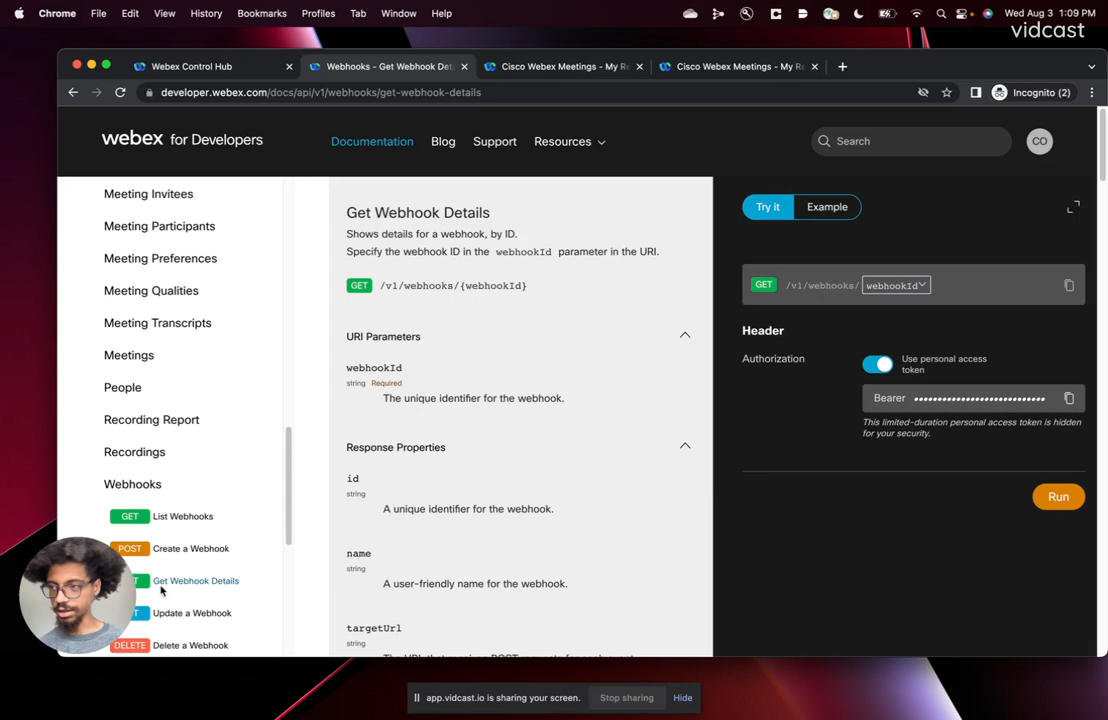 Chrome File Edit View History Bookmarks Profiles Tab Window Help Wed Aug 3 1:09 PM
vidcast
Webex Control Hub
Webhooks - Get Webhook Det
Cisco Webex Meetings - My R
Cisco Webex Meetings - My R
developer.webex.com/docs/api/v1/webhooks/get-webhook-details
Incognito (2)
webex for Developers
Documentation Blog Support Resources
Search
CO
Meeting Invitees
Meeting Participants
Meeting Preferences
Meeting Qualities
Meeting Transcripts
Meetings
People
Recording Report
Recordings
Webhooks
GET List Webhooks
POST Create a Webhook
Get Webhook Details
Update a Webhook
DELETE Delete a Webhook
Get Webhook Details
Shows details for a webhook, by ID.
Specify the webhook ID in the webhookId parameter in the URI.
GET /v1/webhooks/{webhookId}
URI Parameters
webhookId
string Required
The unique identifier for the webhook.
Response Properties
id
string
A unique identifier for the webhook.
name
string
A user-friendly name for the webhook.
targetUrl
string
Try it Example
GET /v1/webhooks/ webhookId
Header
Authorization
Use personal access
token
Bearer ••••••••••••••••••••••••••••
This limited-duration personal access token is hidden
for your security.
Run
app.vidcast.io is sharing your screen. Stop sharing Hide